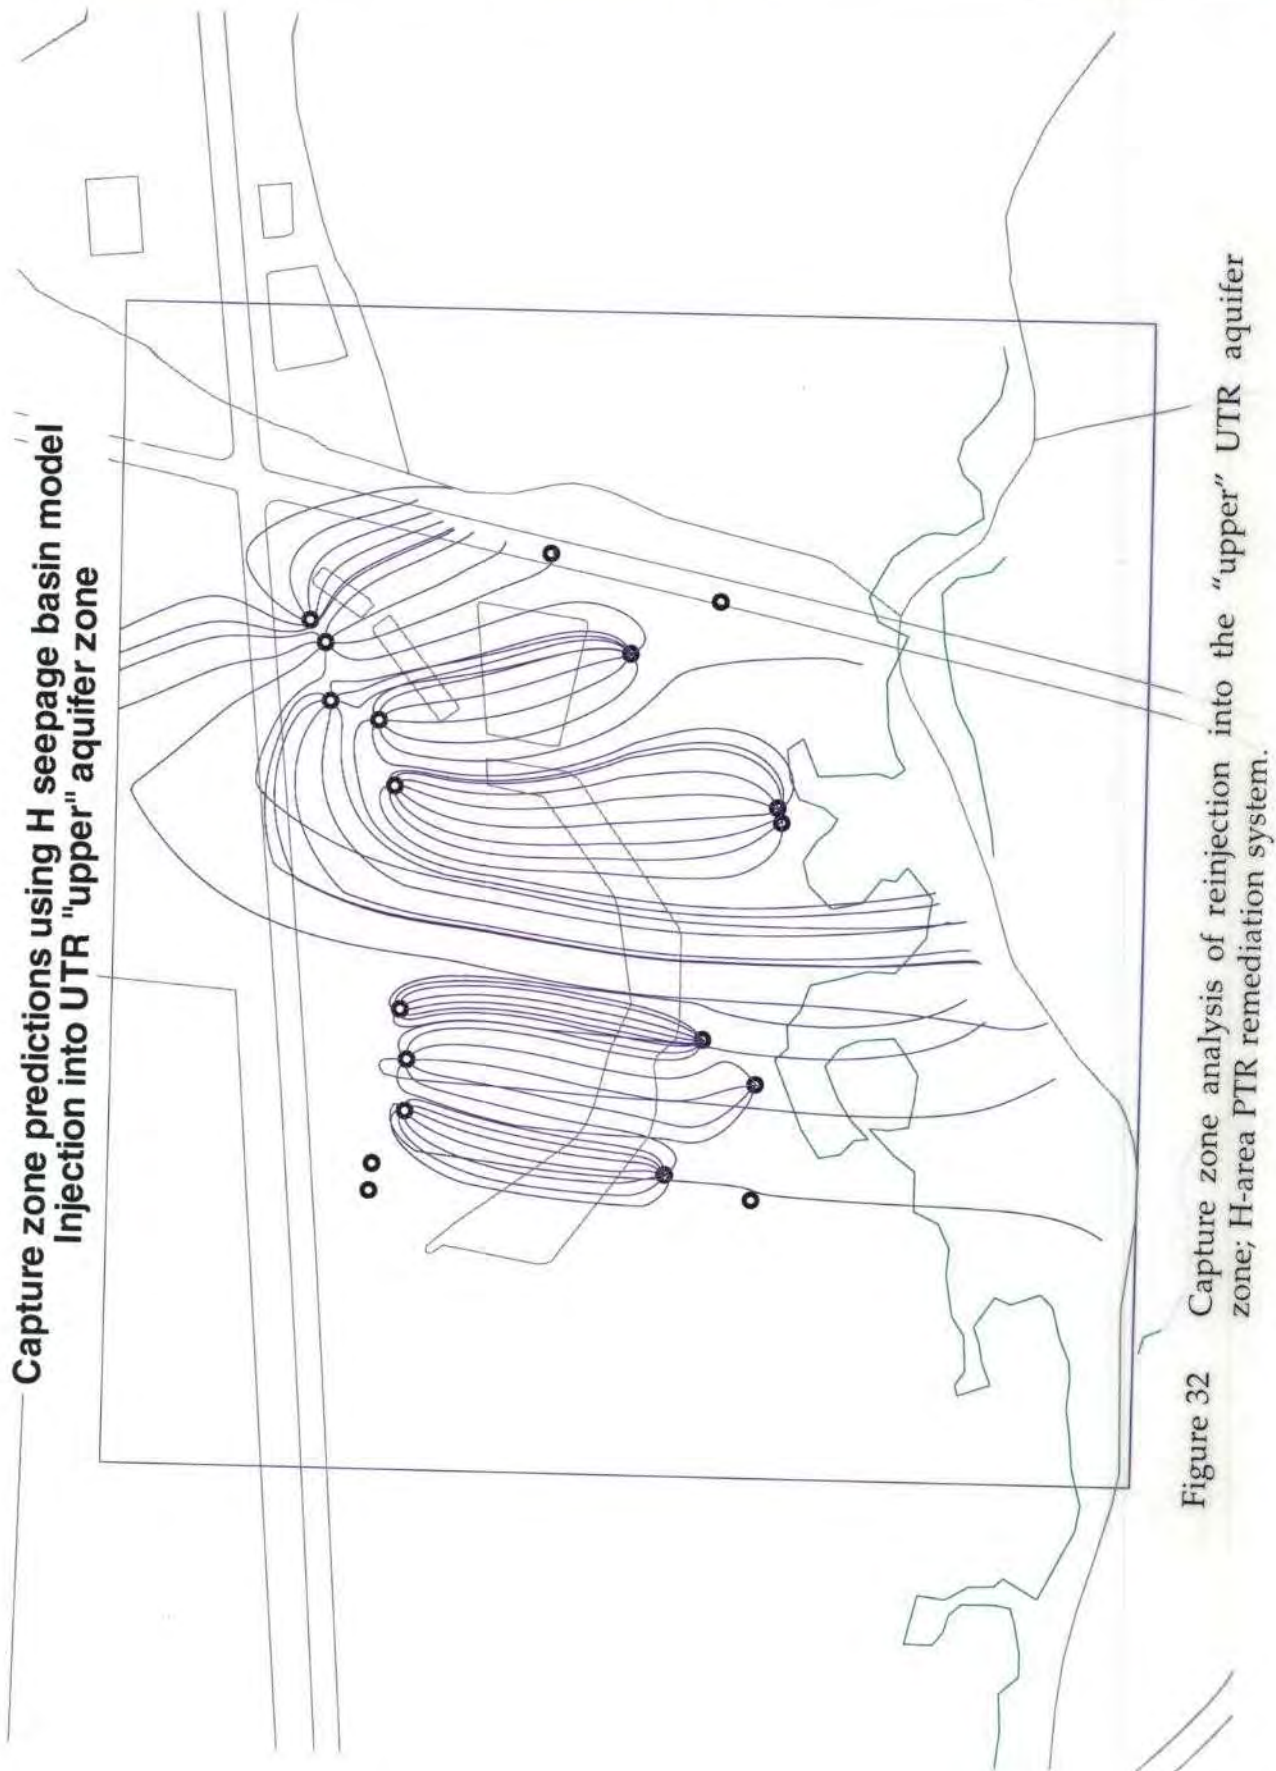 Capture zone predictions using H seepage basin model
Injection into UTR "upper" aquifer zone
Figure 32 Capture zone analysis of reinjection into the "upper" UTR aquifer
zone; H-area PTR remediation system.